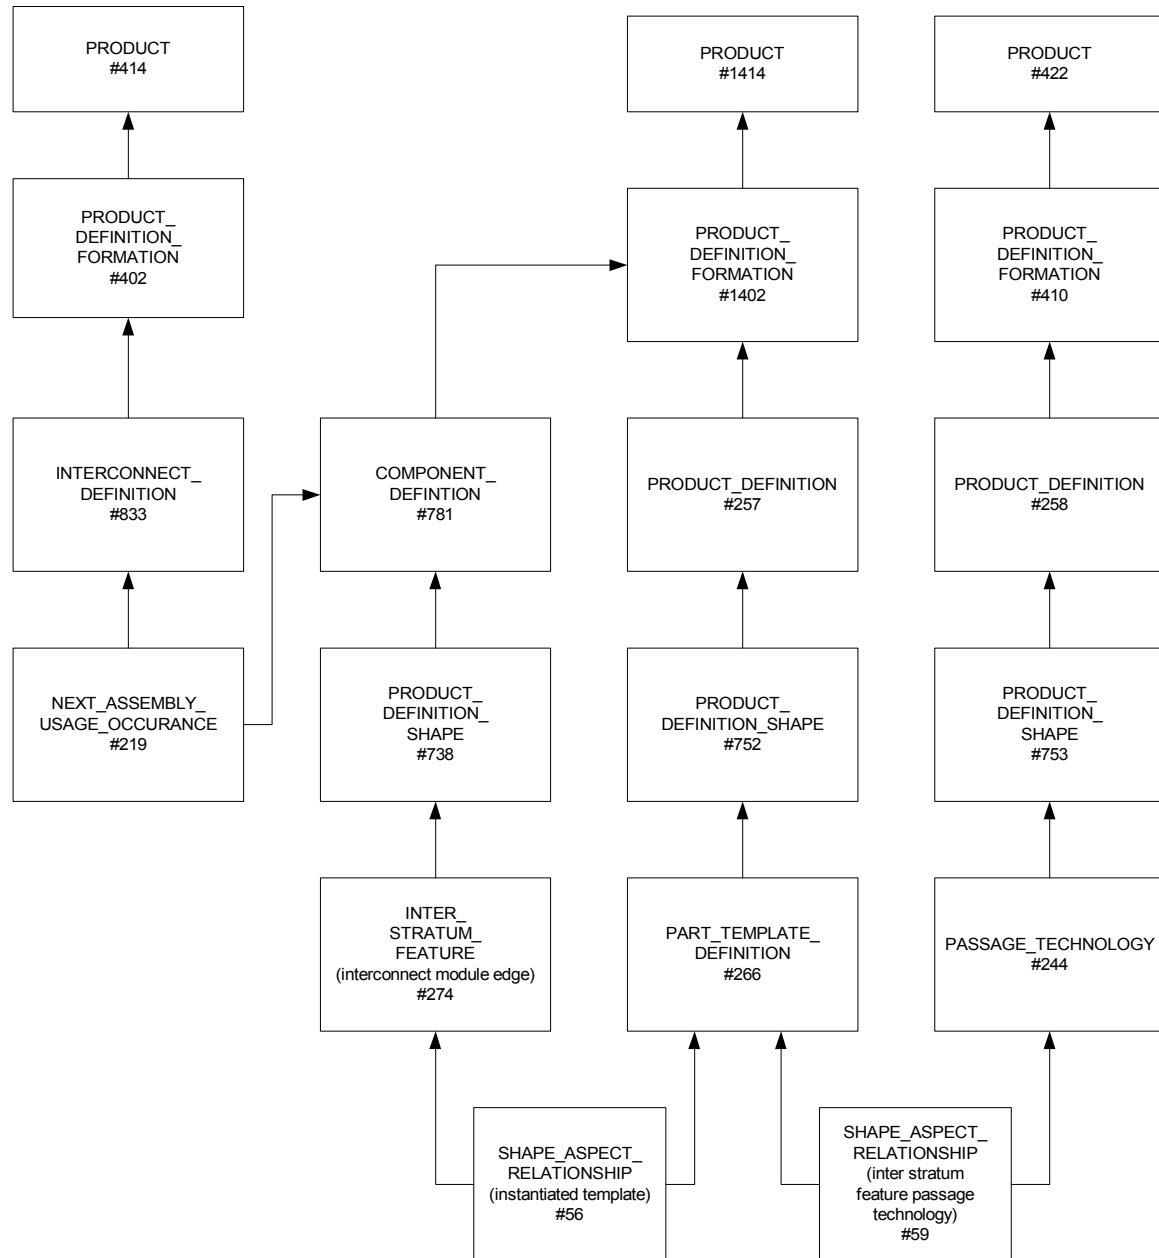 PRODUCT
#414
PRODUCT
#1414
PRODUCT
#422
PRODUCT_
DEFINITION_
FORMATION
#402
PRODUCT_
DEFINITION_
FORMATION
#1402
PRODUCT_
DEFINITION_
FORMATION
#410
INTERCONNECT_
DEFINITION
#833
COMPONENT_
DEFINTION
#781
PRODUCT_DEFINITION
#257
PRODUCT_DEFINITION
#258
NEXT_ASSEMBLY_
USAGE_OCCURANCE
#219
PRODUCT_
DEFINITION_
SHAPE
#738
PRODUCT_
DEFINITION_SHAPE
#752
PRODUCT_
DEFINITION_
SHAPE
#753
INTER_
STRATUM_
FEATURE
(interconnect module edge)
#274
PART_TEMPLATE_
DEFINITION
#266
PASSAGE_TECHNOLOGY
#244
SHAPE_ASPECT_
RELATIONSHIP
(instantiated template)
#56
SHAPE_ASPECT_
RELATIONSHIP
(inter stratum
feature passage
technology)
#59